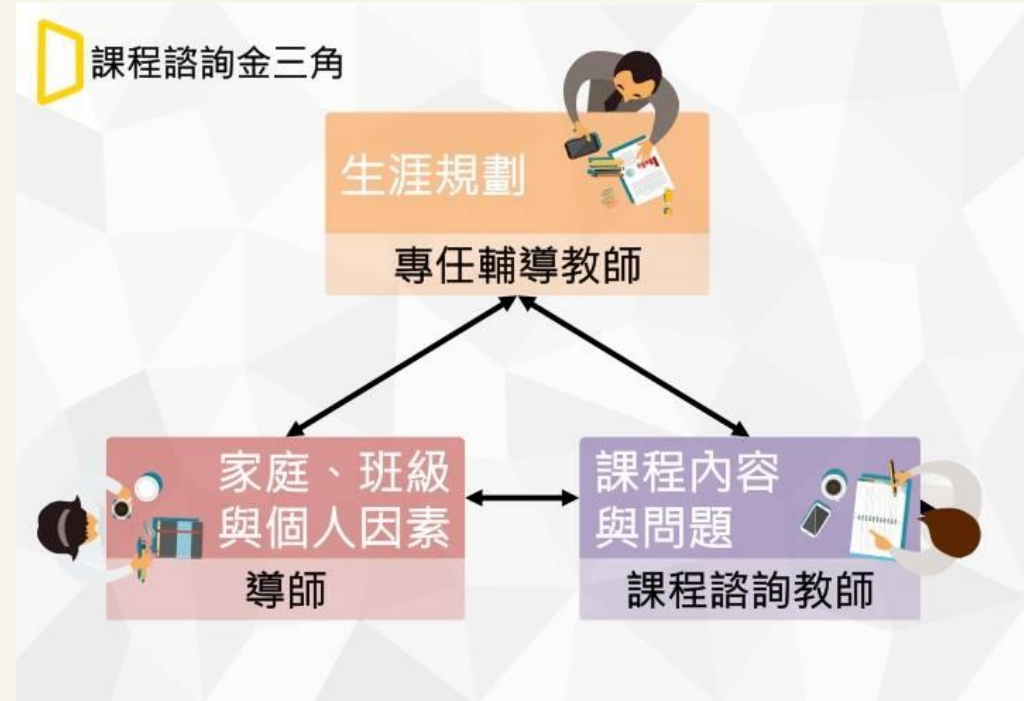 課程諮詢金三角
生涯規劃
專任輔導教師
家庭、班級
與個人因素
導師
課程內容
與問題
課程諮詢教師